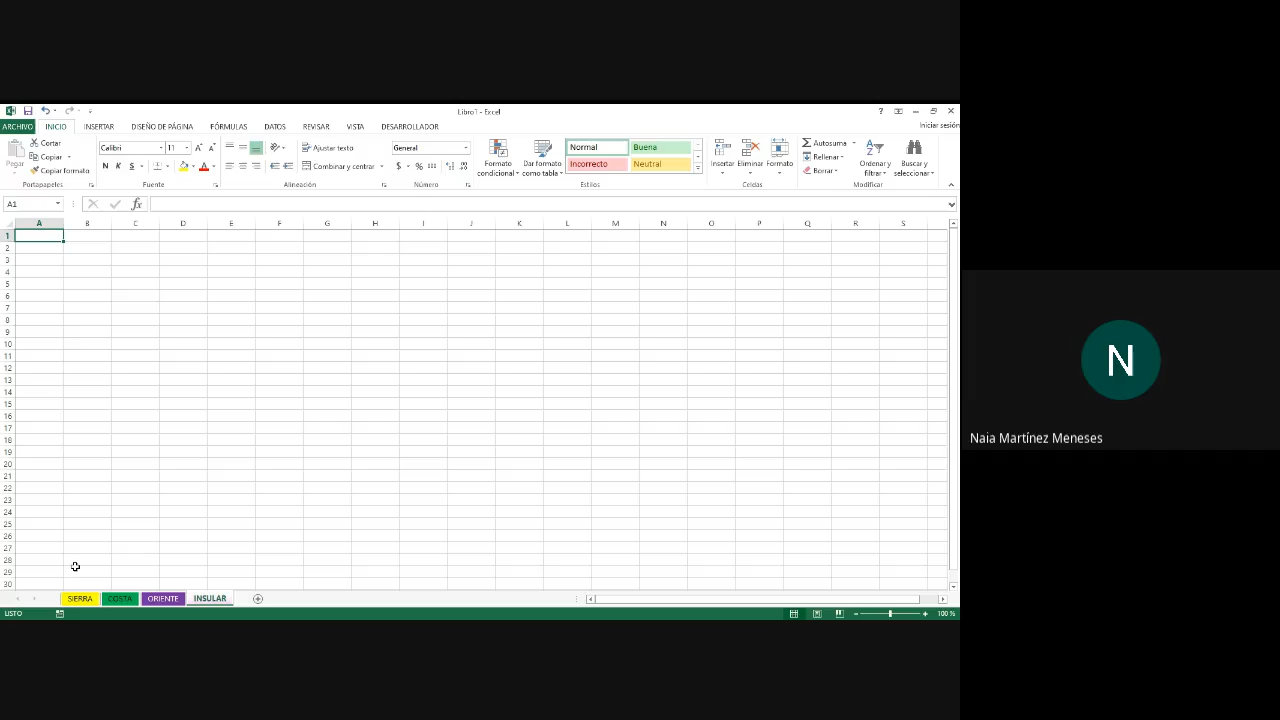 Libro1 - Excel
ARCHIVO INICIO INSERTAR DISEÑO DE PÁGINA FÓRMULAS DATOS REVISAR VISTA DESARROLLADOR Iniciar sesión
Cortar
Copiar
Copiar formato
Pegar
Portapapeles
Calibri
N K S
Fuente
Ajustar texto
Combinar y centrar
Alineación
General
$ % 000
Número
Formato condicional
Dar formato como tabla
Normal Buena
Incorrecto Neutral
Estilos
Insertar Eliminar Formato
Celdas
Autosuma
Rellenar
Borrar
Ordenar y filtrar
Buscar y seleccionar
Modificar
A1 fx
A B C D E F G H I J K L M N O P Q R S
1
2
3
4
5
6
7
8
9
10
11
12
13
14
15
16
17
18
19
20
21
22
23
24
25
26
27
28
29
30
SIERRA COSTA ORIENTE INSULAR
LISTO 100 %
N
Naia Martínez Meneses